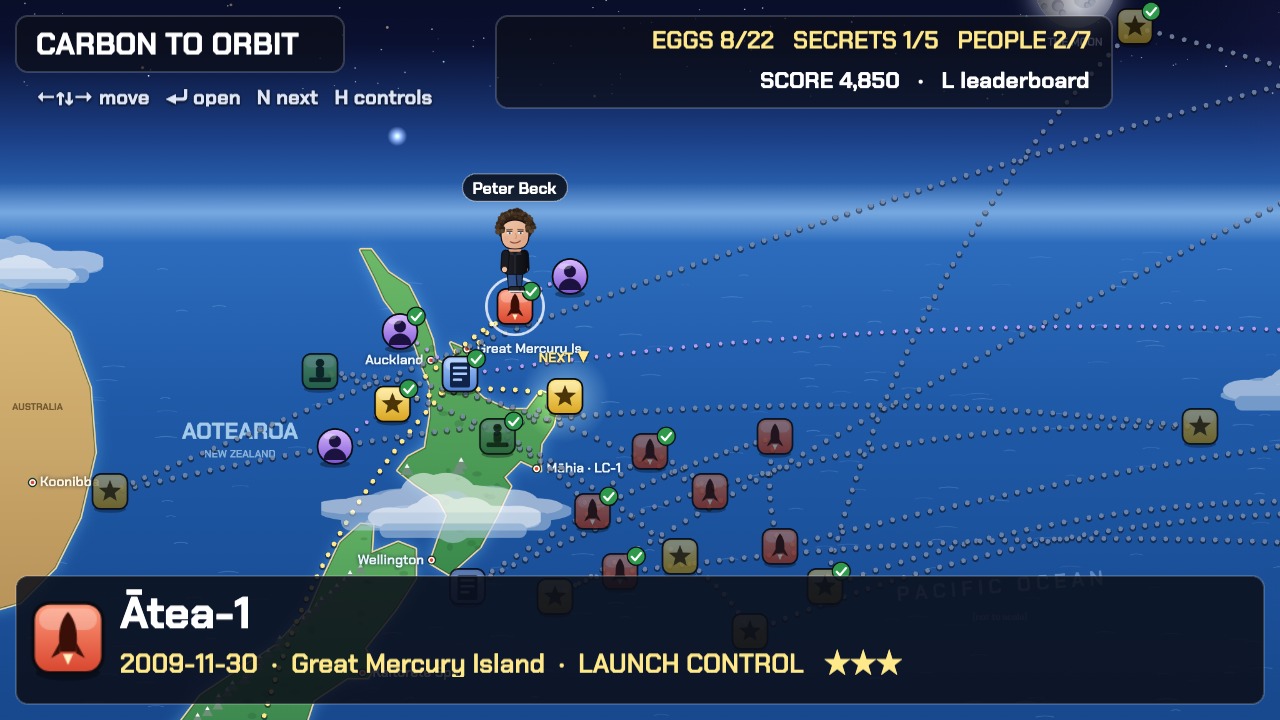 CARBON TO ORBIT
EGGS 8/22 SECRETS 1/5 PEOPLE 2/7
SCORE 4,850 · L leaderboard
←↑↓→ move ↵ open N next H controls
Peter Beck
Great Mercury Is
NEXT ▼
Auckland
AUSTRALIA
AOTEAROA
NEW ZEALAND
Māhia · LC-1
Koonibb
Wellington
PACIFIC OCEAN
Ātea-1
2009-11-30 · Great Mercury Island · LAUNCH CONTROL ★★★